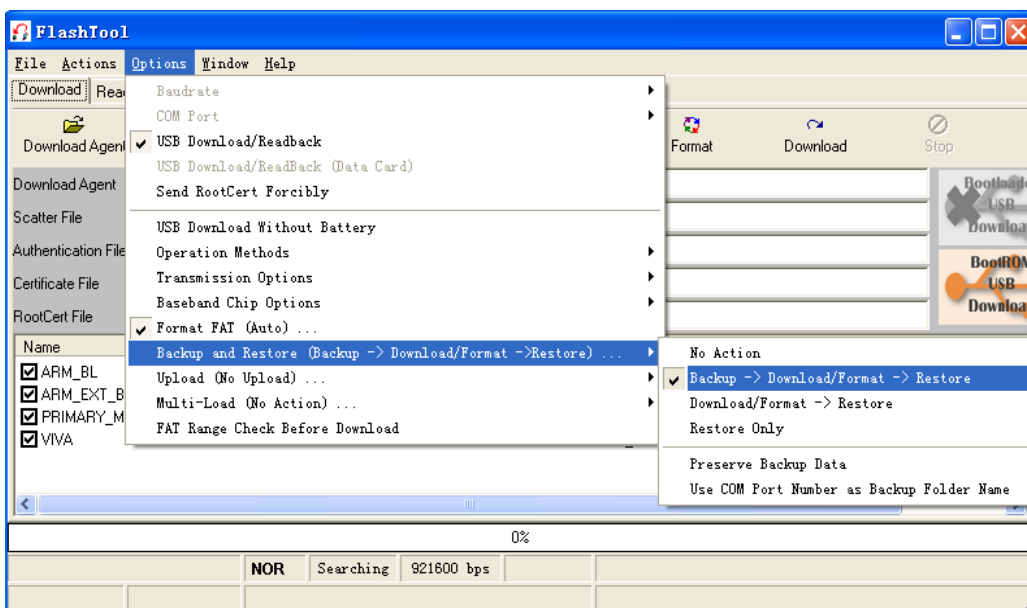 FlashTool
File Actions Options Window Help
Download
Baudrate
COM Port
USB Download/Readback
USB Download/ReadBack (Data Card)
Send RootCert Forcibly
USB Download Without Battery
Operation Methods
Transmission Options
Baseband Chip Options
Format FAT (Auto) ...
Backup and Restore (Backup -> Download/Format ->Restore) ...
Upload (No Upload) ...
Multi-Load (No Action) ...
FAT Range Check Before Download
No Action
Backup -> Download/Format -> Restore
Download/Format -> Restore
Restore Only
Preserve Backup Data
Use COM Port Number as Backup Folder Name
Download Agent
Format Download Stop
Download Agent
Scatter File
Authentication File
Certificate File
RootCert File
USB
USB
Name
ARM_BL
ARM_EXT_B
PRIMARY_M
VIVA
0%
NOR Searching 921600 bps